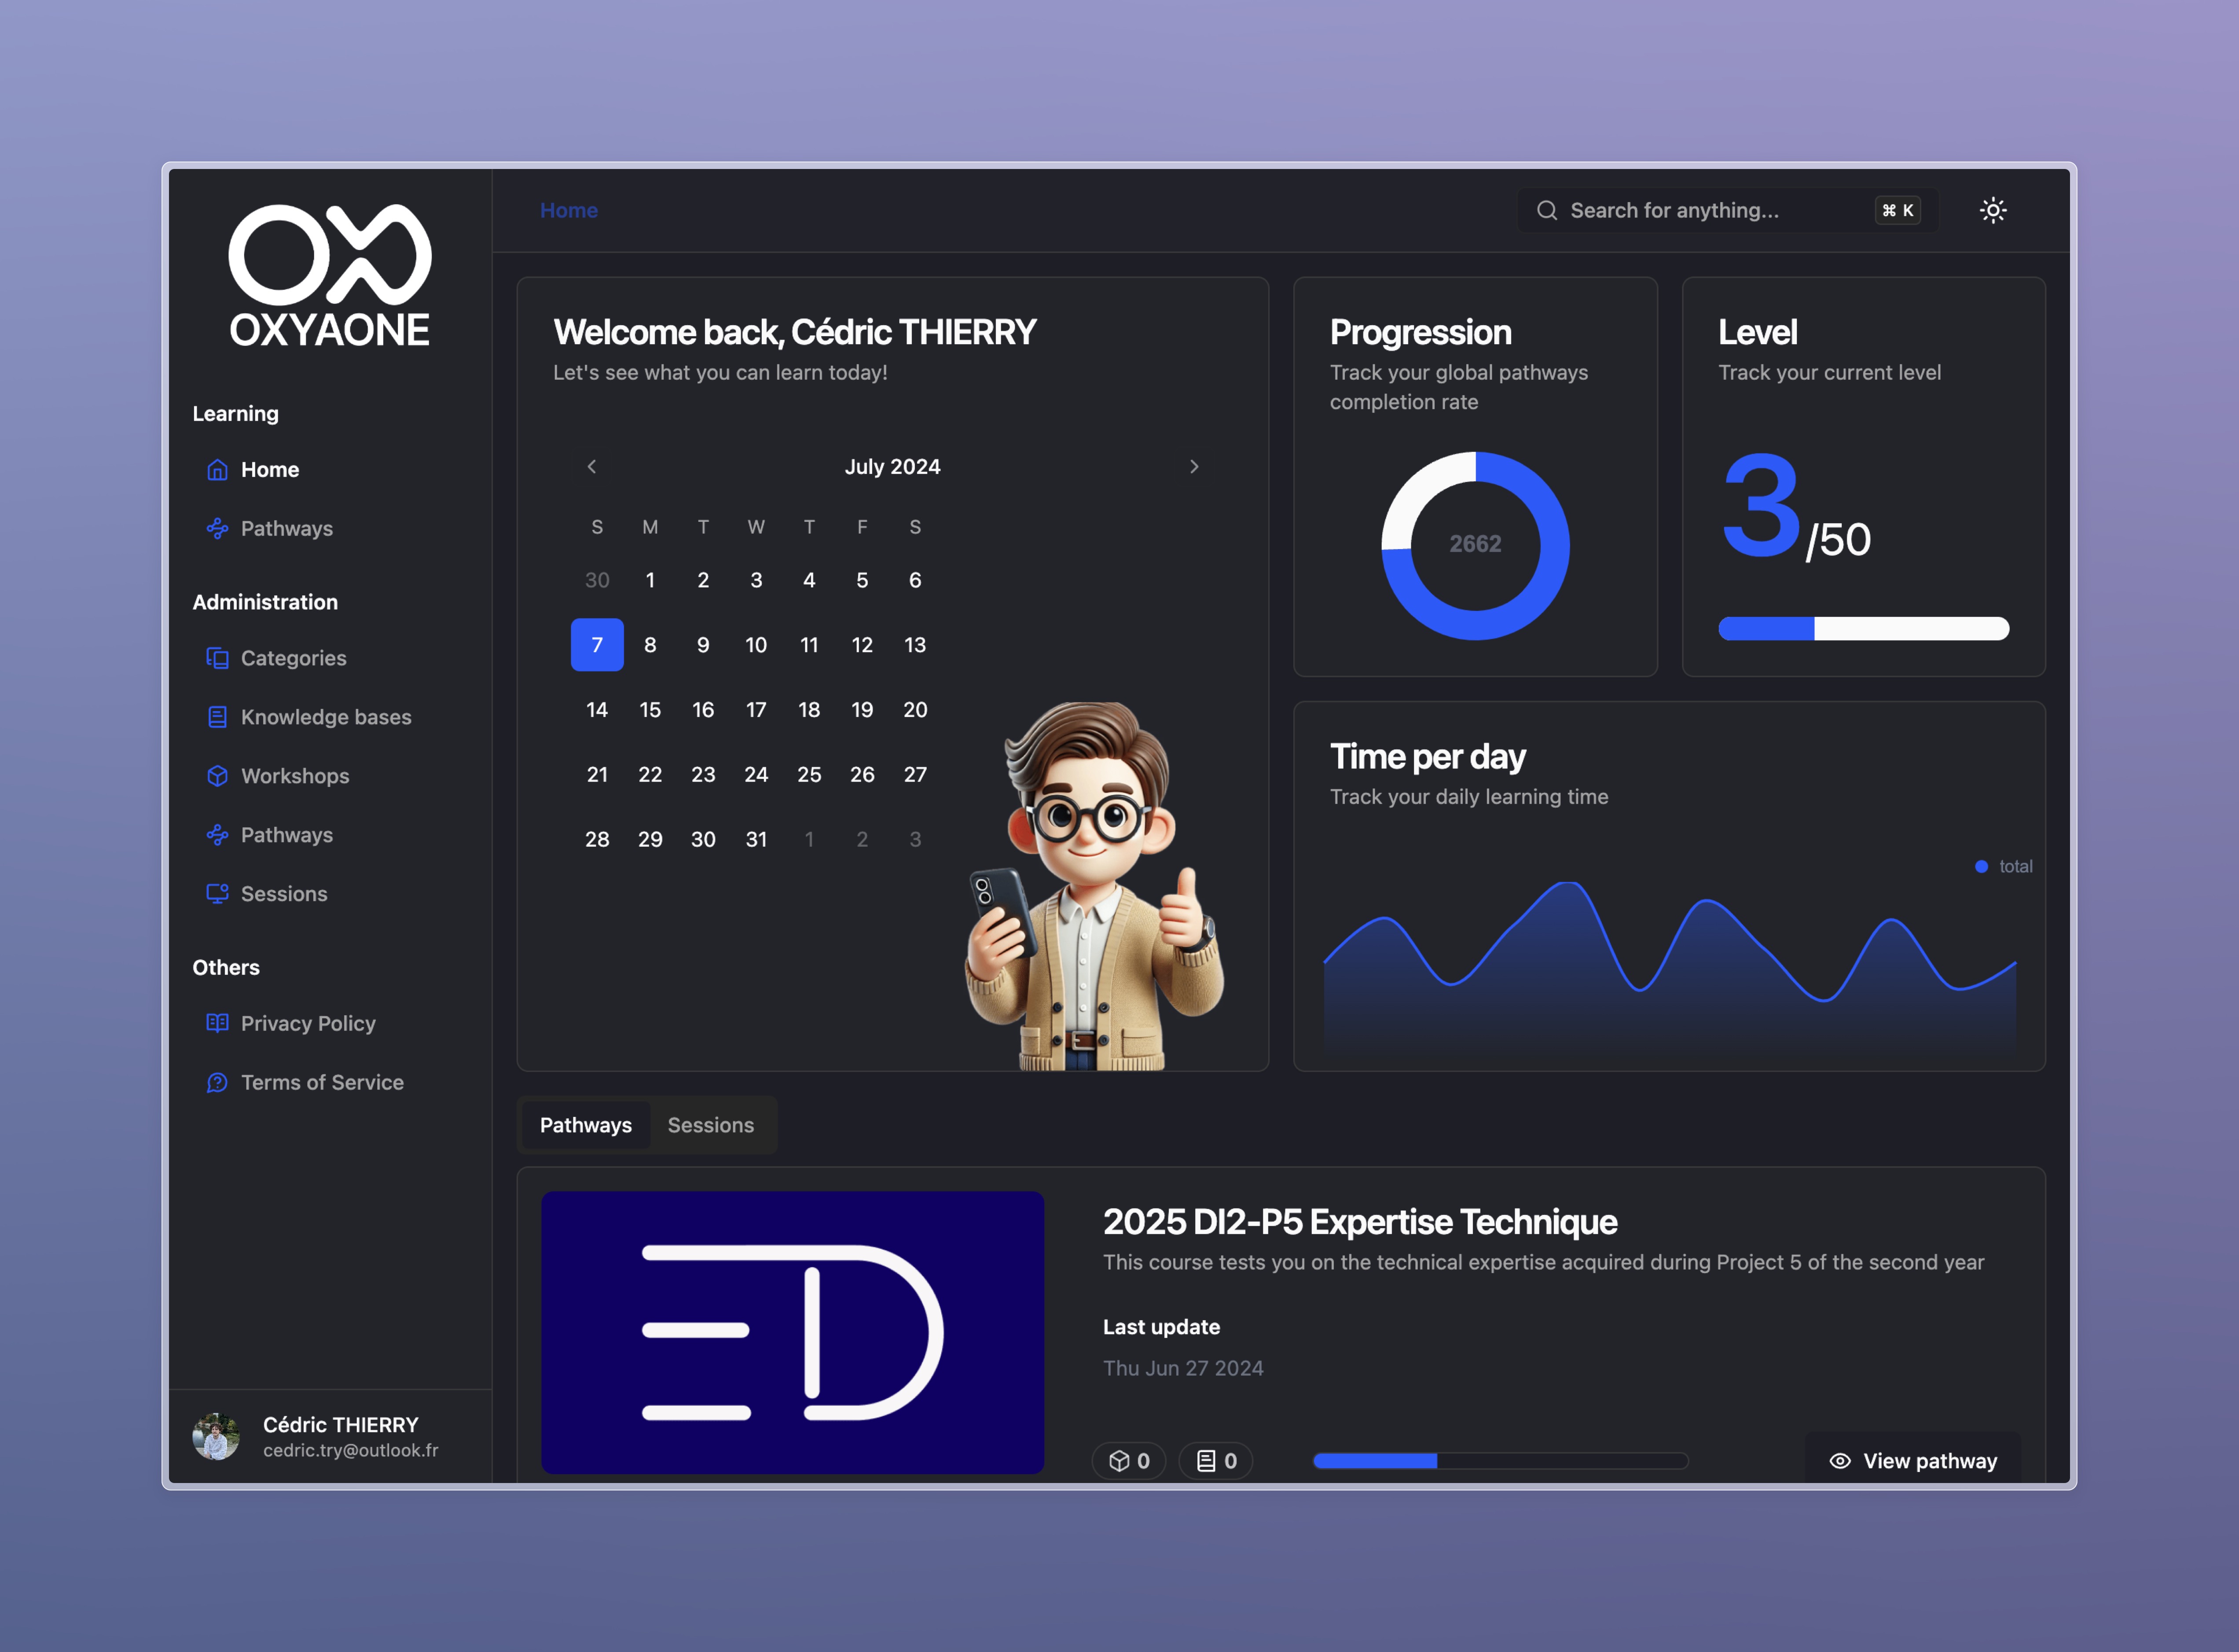 OXYAONE
Learning
Home
Pathways
Administration
Categories
Knowledge bases
Workshops
Pathways
Sessions
Others
Privacy Policy
Terms of Service
Cédric THIERRY
cedric.try@outlook.fr
Home
Search for anything...
⌘ K
Welcome back, Cédric THIERRY
Let's see what you can learn today!
July 2024
S M T W T F S
30 1 2 3 4 5 6
7 8 9 10 11 12 13
14 15 16 17 18 19 20
21 22 23 24 25 26 27
28 29 30 31 1 2 3
Progression
Track your global pathways
completion rate
2662
Level
Track your current level
3/50
Time per day
Track your daily learning time
total
Pathways Sessions
2025 DI2-P5 Expertise Technique
This course tests you on the technical expertise acquired during Project 5 of the second year
Last update
Thu Jun 27 2024
0 0
View pathway